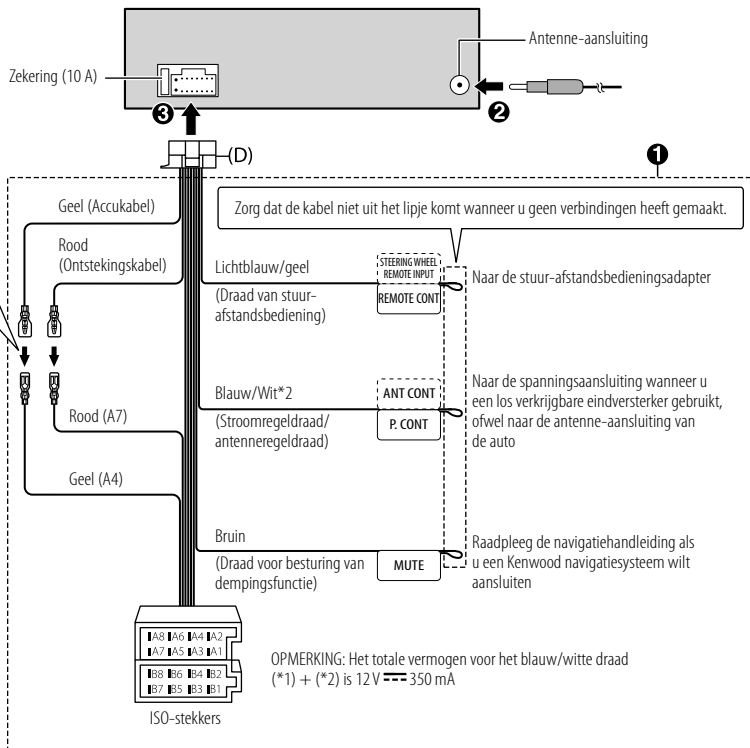 Antenne-aansluiting
Zekering (10 A)
❸
❷
(D)
❶
Geel (Accukabel)
Zorg dat de kabel niet uit het lipje komt wanneer u geen verbindingen heeft gemaakt.
Rood
(Ontstekingskabel)
Lichtblauw/geel
(Draad van stuur-
afstandsbediening)
STEERING WHEEL
REMOTE INPUT
REMOTE CONT
Naar de stuur-afstandsbedieningsadapter
Blauw/Wit*2
(Stroomregeldraad/
antenneregeldraad)
ANT CONT
P. CONT
Naar de spanningsaansluiting wanneer u
een los verkrijgbare eindversterker gebruikt,
ofwel naar de antenne-aansluiting van
de auto
Rood (A7)
Geel (A4)
Bruin
(Draad voor besturing van
dempingsfunctie)
MUTE
Raadpleeg de navigatiehandleiding als
u een Kenwood navigatiesysteem wilt
aansluiten
A8 A6 A4 A2
A7 A5 A3 A1
B8 B6 B4 B2
B7 B5 B3 B1
ISO-stekkers
OPMERKING: Het totale vermogen voor het blauw/witte draad
(*1) + (*2) is 12 V ⎓ 350 mA